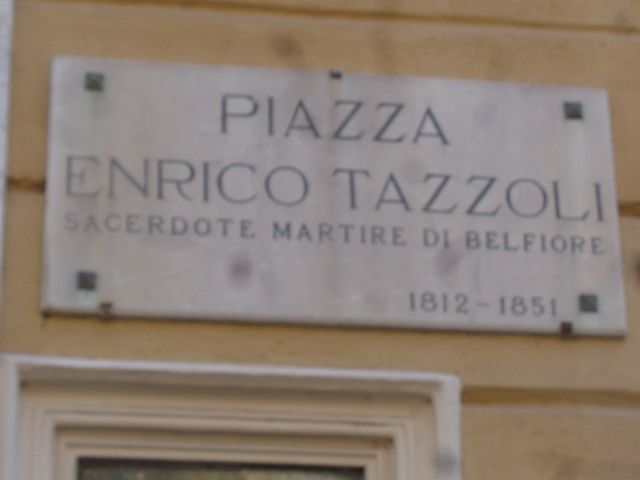 PIAZZA
ENRICO TAZZOLI
SACERDOTE MARTIRE DI BELFIORE
1812-1851